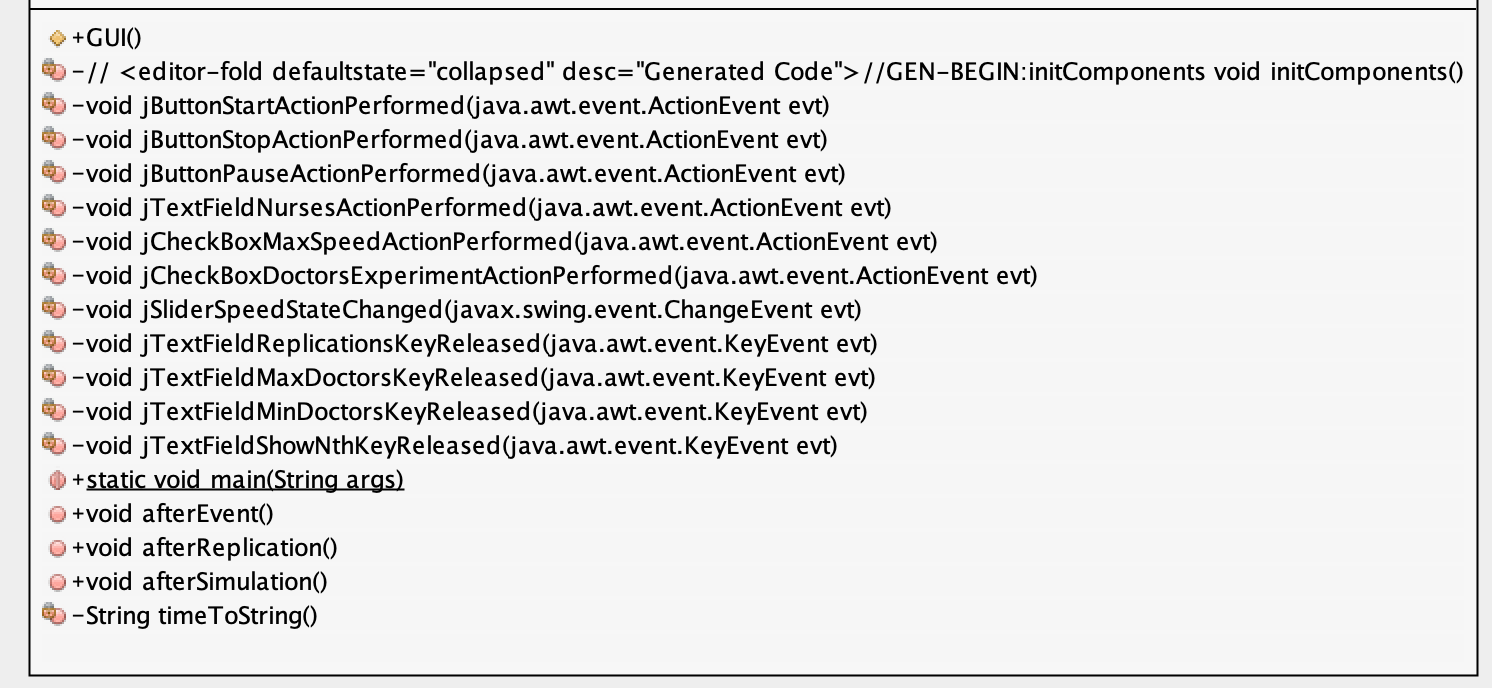 +GUI()
-// <editor-fold defaultstate="collapsed" desc="Generated Code">//GEN-BEGIN:initComponents void initComponents()
-void jButtonStartActionPerformed(java.awt.event.ActionEvent evt)
-void jButtonStopActionPerformed(java.awt.event.ActionEvent evt)
-void jButtonPauseActionPerformed(java.awt.event.ActionEvent evt)
-void jTextFieldNursesActionPerformed(java.awt.event.ActionEvent evt)
-void jCheckBoxMaxSpeedActionPerformed(java.awt.event.ActionEvent evt)
-void jCheckBoxDoctorsExperimentActionPerformed(java.awt.event.ActionEvent evt)
-void jSliderSpeedStateChanged(javax.swing.event.ChangeEvent evt)
-void jTextFieldReplicationsKeyReleased(java.awt.event.KeyEvent evt)
-void jTextFieldMaxDoctorsKeyReleased(java.awt.event.KeyEvent evt)
-void jTextFieldMinDoctorsKeyReleased(java.awt.event.KeyEvent evt)
-void jTextFieldShowNthKeyReleased(java.awt.event.KeyEvent evt)
+static void main(String args)
+void afterEvent()
+void afterReplication()
+void afterSimulation()
-String timeToString()